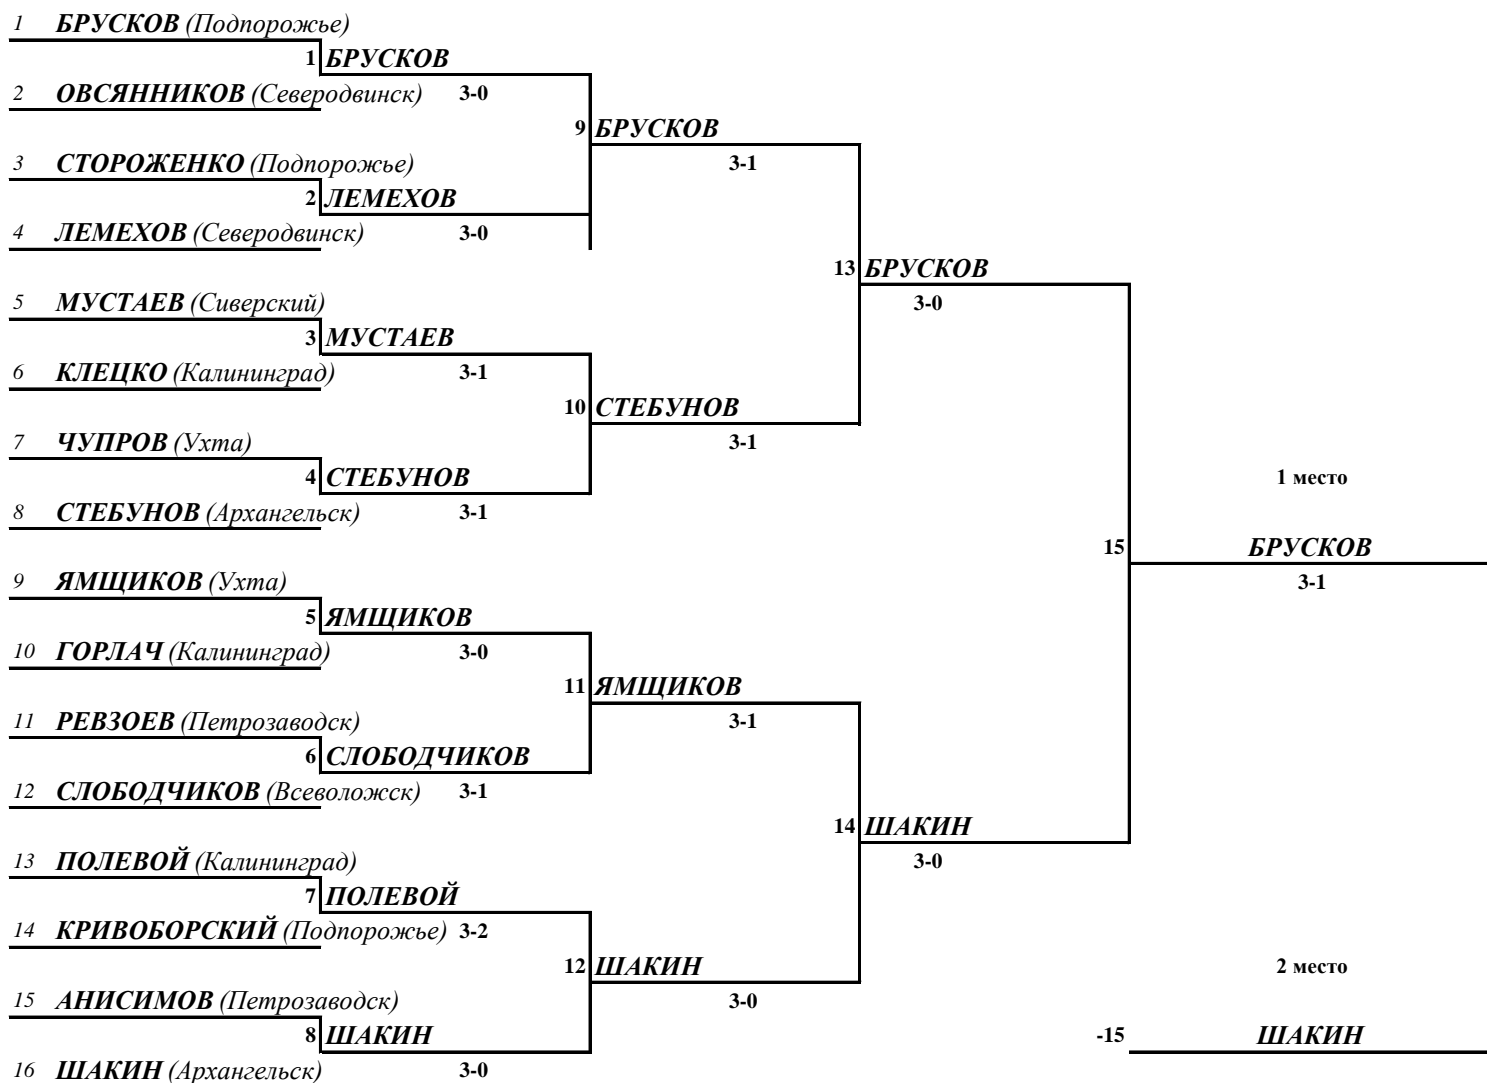 1 БРУСКОВ (Подпорожье)
1 БРУСКОВ
2 ОВСЯННИКОВ (Северодвинск) 3-0
9 БРУСКОВ
3 СТОРОЖЕНКО (Подпорожье) 3-1
2 ЛЕМЕХОВ
4 ЛЕМЕХОВ (Северодвинск) 3-0
13 БРУСКОВ
5 МУСТАЕВ (Сиверский) 3-0
3 МУСТАЕВ
6 КЛЕЦКО (Калининград) 3-1
10 СТЕБУНОВ
7 ЧУПРОВ (Ухта) 3-1
4 СТЕБУНОВ 1 место
8 СТЕБУНОВ (Архангельск) 3-1
15 БРУСКОВ
9 ЯМЩИКОВ (Ухта) 3-1
5 ЯМЩИКОВ
10 ГОРЛАЧ (Калининград) 3-0
11 ЯМЩИКОВ
11 РЕВЗОЕВ (Петрозаводск) 3-1
6 СЛОБОДЧИКОВ
12 СЛОБОДЧИКОВ (Всеволожск) 3-1
14 ШАКИН
13 ПОЛЕВОЙ (Калининград) 3-0
7 ПОЛЕВОЙ
14 КРИВОБОРСКИЙ (Подпорожье) 3-2
12 ШАКИН 2 место
15 АНИСИМОВ (Петрозаводск) 3-0
8 ШАКИН -15 ШАКИН
16 ШАКИН (Архангельск) 3-0